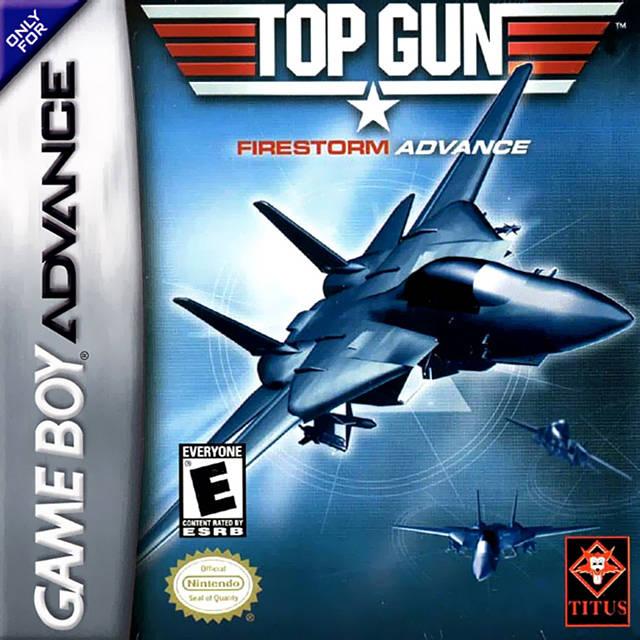 ONLY
FOR
GAME BOY ADVANCE
®
TOP GUN
™
FIRESTORM ADVANCE
EVERYONE
®
E
CONTENT RATED BY
ESRB
Official
Nintendo
Seal of Quality
®
TITUS